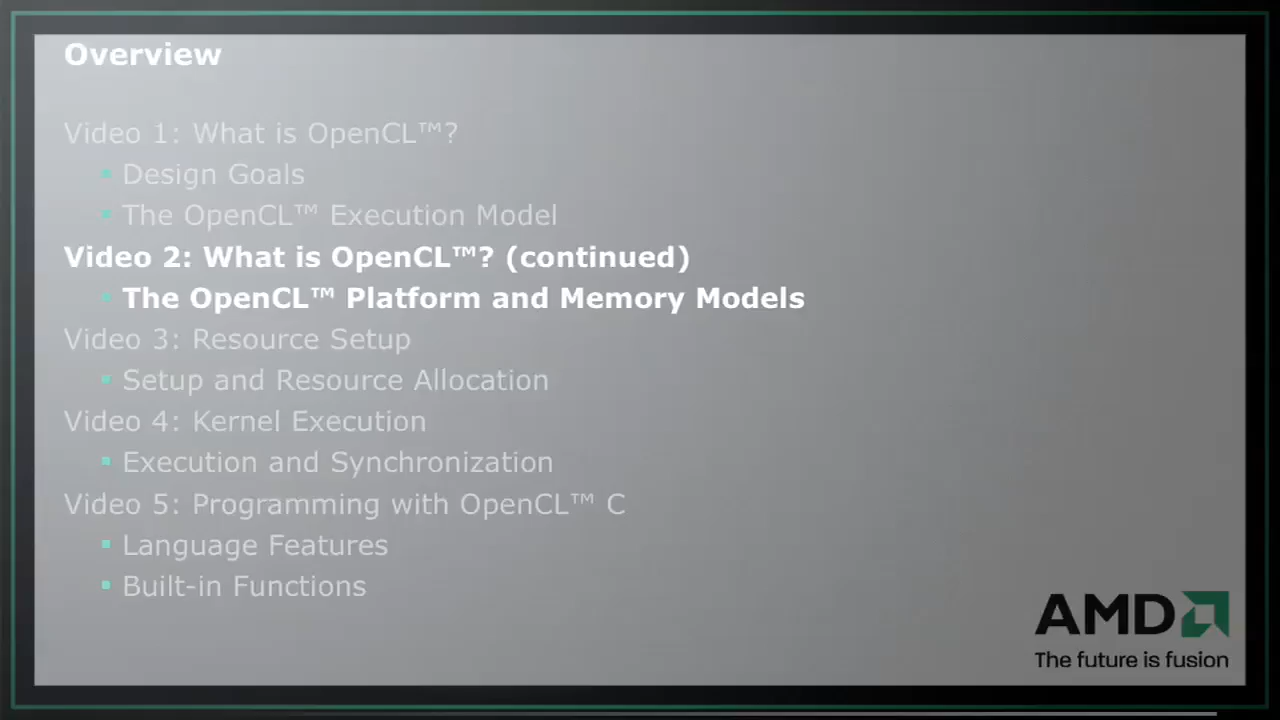 Overview
Video 1: What is OpenCL™?
Design Goals
The OpenCL™ Execution Model
Video 2: What is OpenCL™? (continued)
The OpenCL™ Platform and Memory Models
Video 3: Resource Setup
Setup and Resource Allocation
Video 4: Kernel Execution
Execution and Synchronization
Video 5: Programming with OpenCL™ C
Language Features
Built-in Functions
AMD
The future is fusion